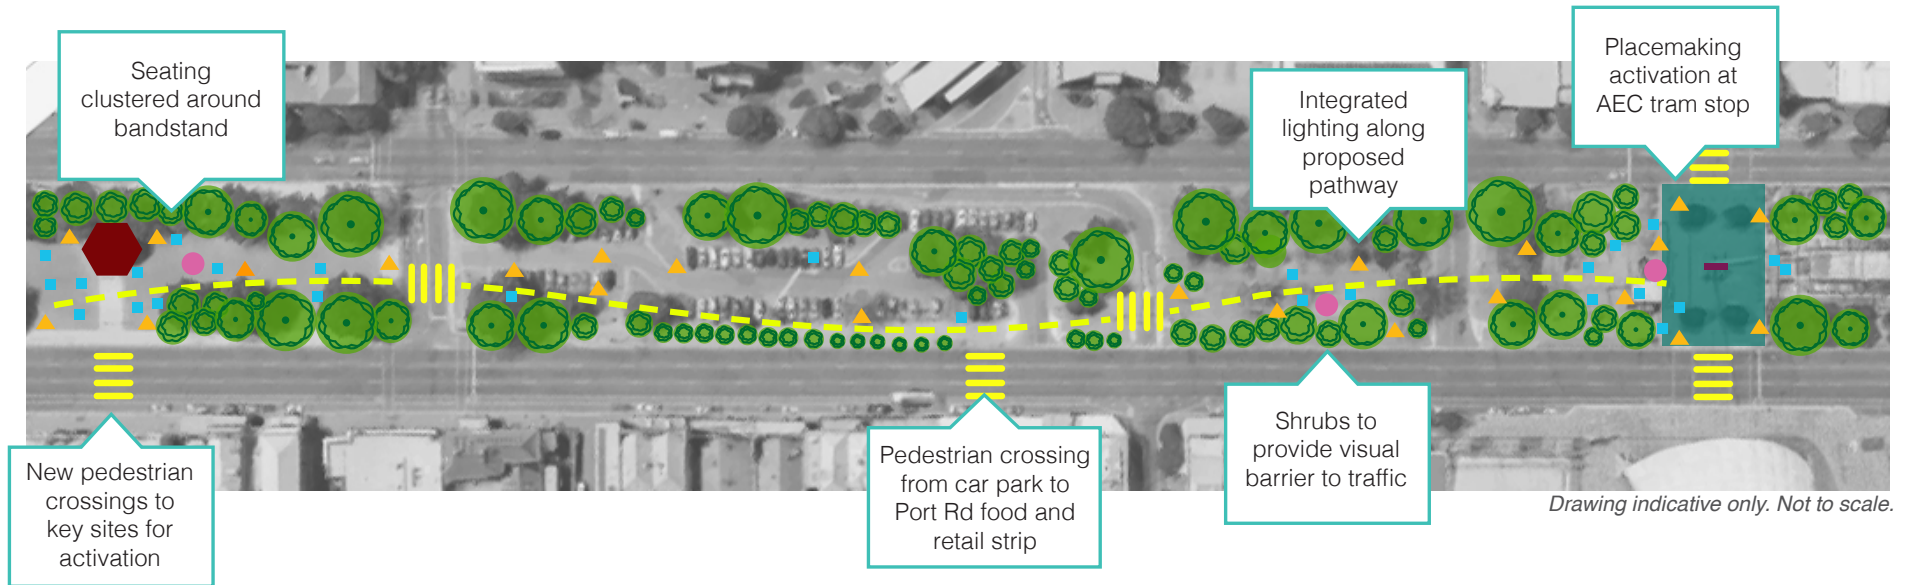 Seating
clustered around
bandstand
Integrated
lighting along
proposed
pathway
Placemaking
activation at
AEC tram stop
New pedestrian
crossings to
key sites for
activation
Pedestrian crossing
from car park to
Port Rd food and
retail strip
Shrubs to
provide visual
barrier to traffic
Drawing indicative only. Not to scale.